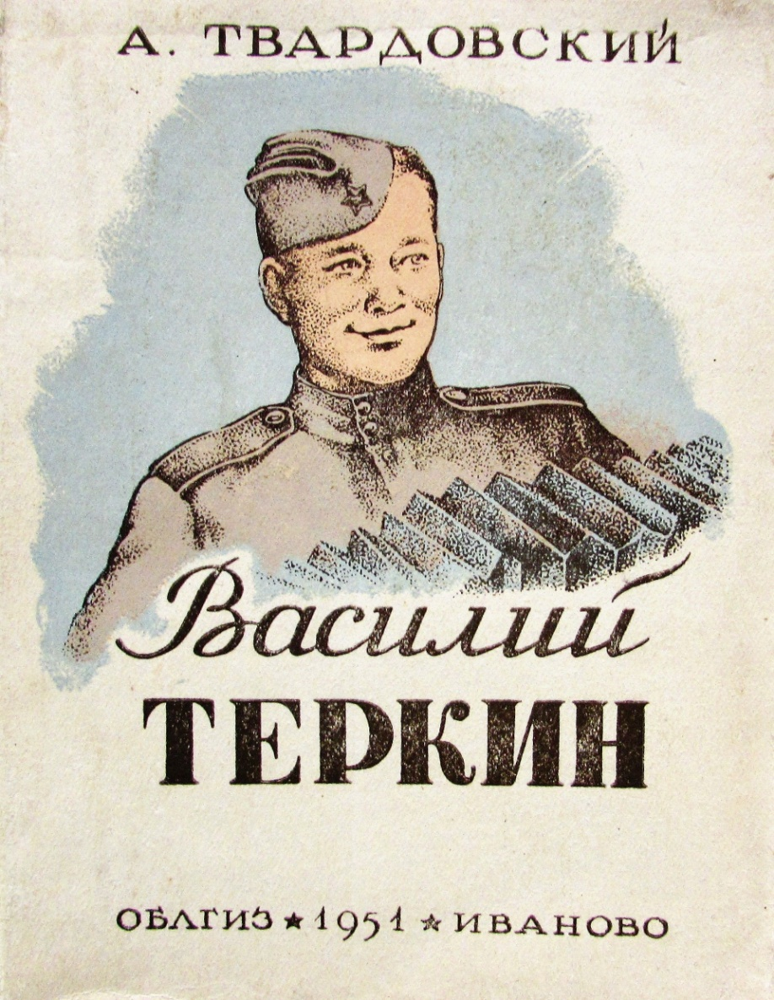 А. ТВАРДОВСКИЙ
Василий
ТЕРКИН
ОБЛГИЗ ★ 1951 ★ ИВАНОВО